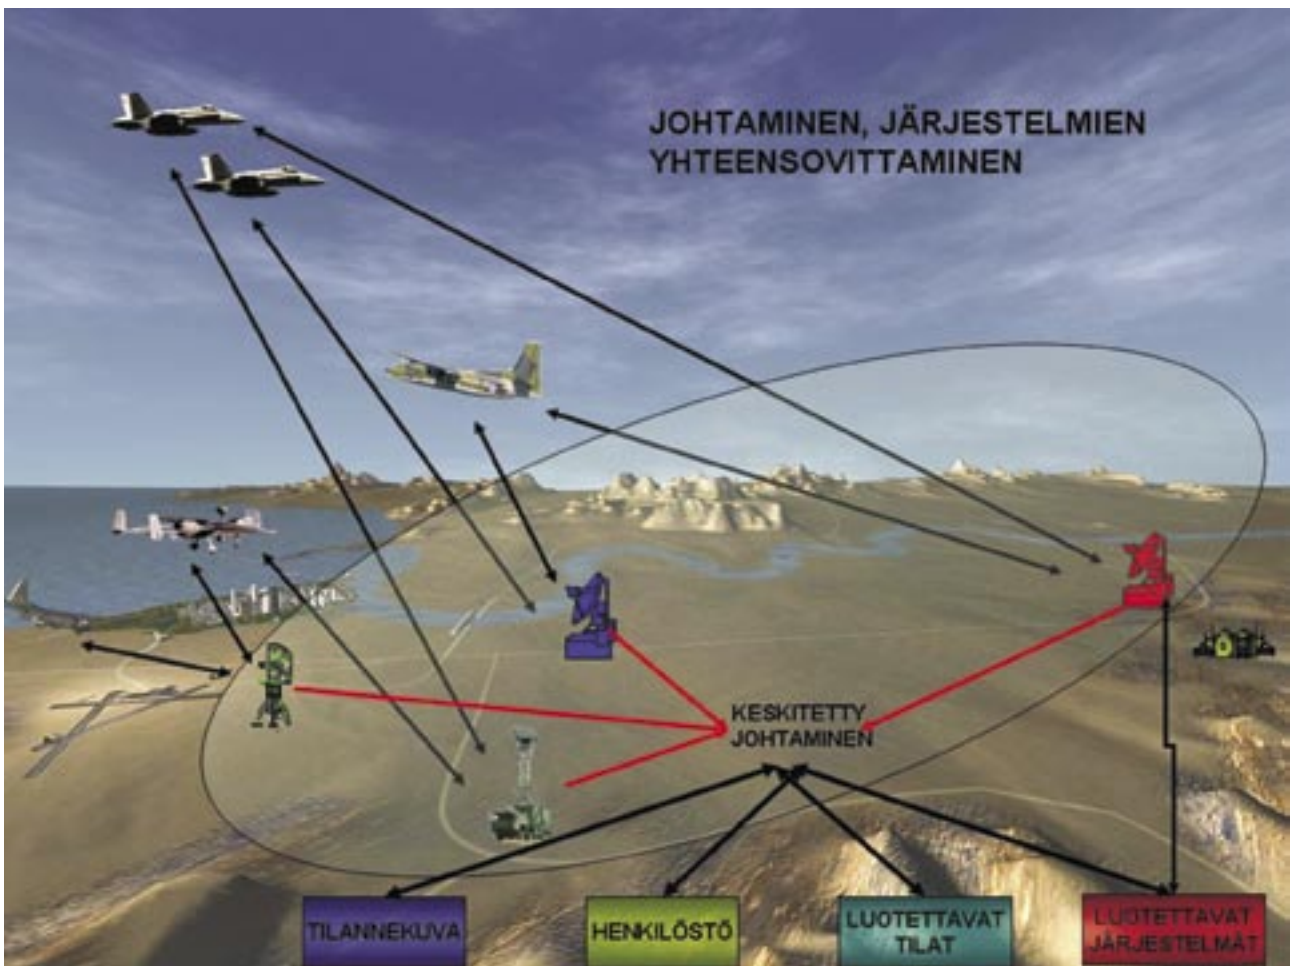 JOHTAMINEN, JÄRJESTELMIEN
YHTEENSOVITTAMINEN
KESKITETTY
JOHTAMINEN
TILANNEKUVA
HENKILÖSTÖ
LUOTETTAVAT
TILAT
LUOTETTAVAT
JÄRJESTELMÄT